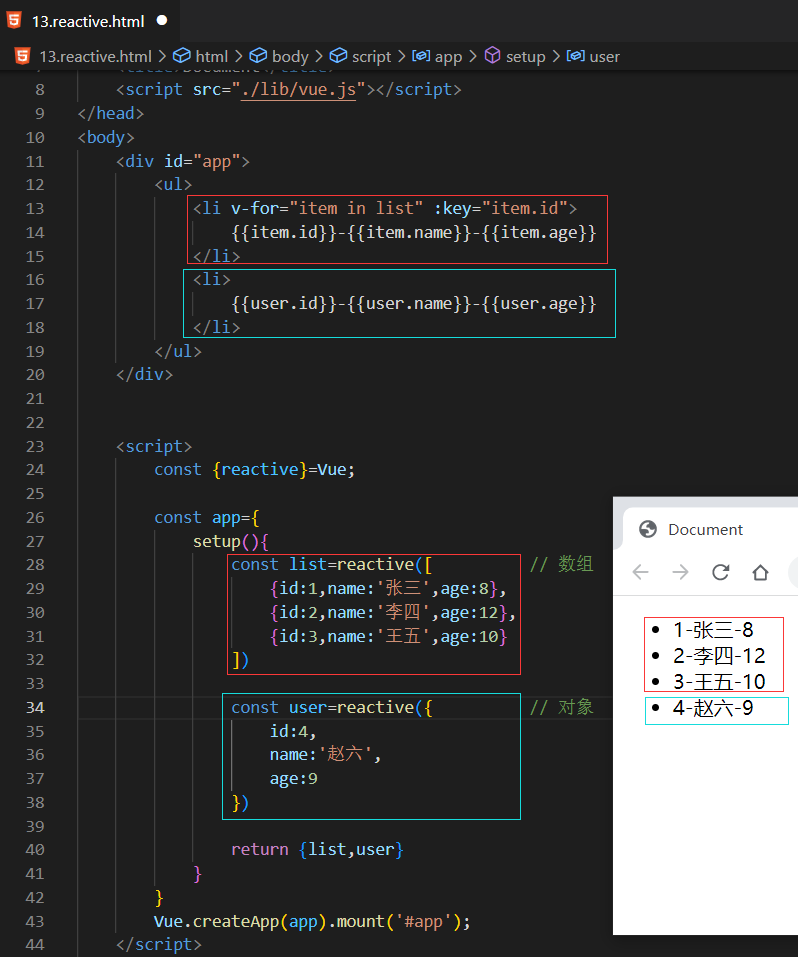 13.reactive.html
13.reactive.html > html > body > script > app > setup > user
8 <script src="./lib/vue.js"></script>
9 </head>
10 <body>
11 <div id="app">
12 <ul>
13 <li v-for="item in list" :key="item.id">
14 {{item.id}}-{{item.name}}-{{item.age}}
15 </li>
16 <li>
17 {{user.id}}-{{user.name}}-{{user.age}}
18 </li>
19 </ul>
20 </div>
21
22
23 <script>
24 const {reactive}=Vue;
25
26 const app={
27 setup(){
28 const list=reactive([ // 数组
29 {id:1,name:'张三',age:8},
30 {id:2,name:'李四',age:12},
31 {id:3,name:'王五',age:10}
32 ])
33
34 const user=reactive({ // 对象
35 id:4,
36 name:'赵六',
37 age:9
38 })
39
40 return {list,user}
41 }
42 }
43 Vue.createApp(app).mount('#app');
44 </script>
Document
1-张三-8
2-李四-12
3-王五-10
4-赵六-9